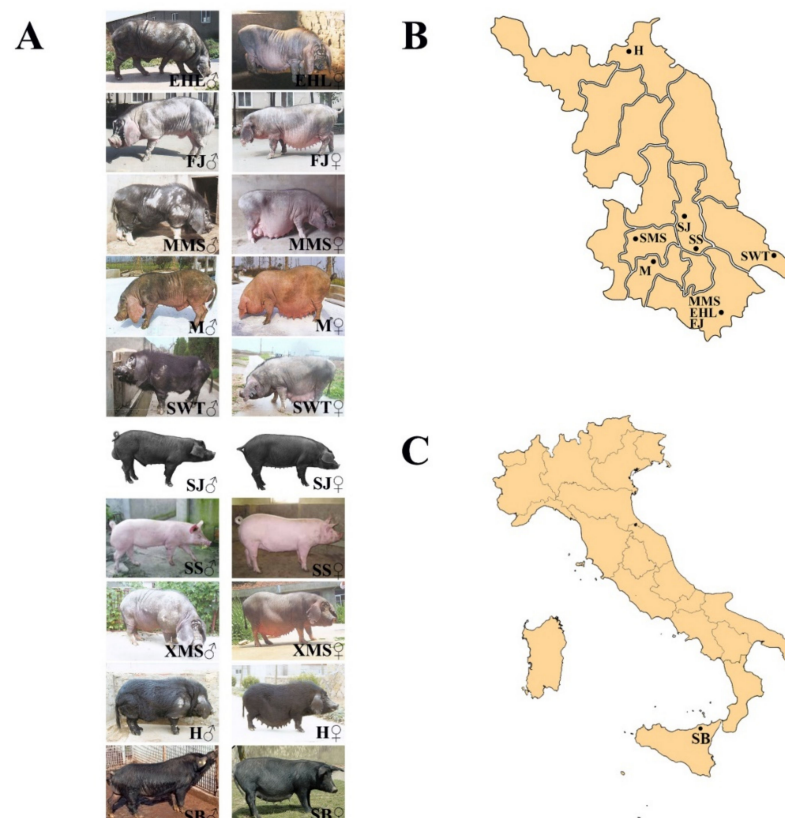 A
EHL♂ EHL♀
FJ♂ FJ♀
MMS♂ MMS♀
M♂ M♀
SWT♂ SWT♀
SJ♂ SJ♀
SS♂ SS♀
XMS♂ XMS♀
H♂ H♀
SB♂ SB♀
B
H
SJ
SMS SS
SWT
M
MMS
EHL
FJ
C
SB